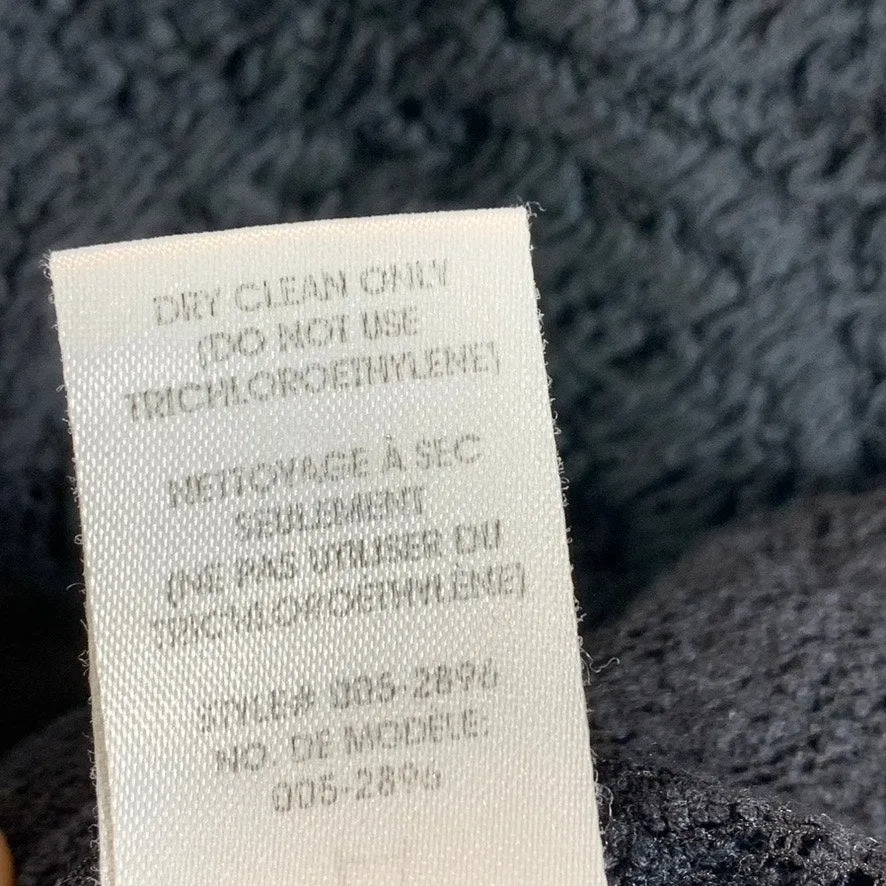 DRY CLEAN ONLY
(DO NOT USE
TRICHLOROETHYLENE)
NETTOYAGE À SEC
SEULEMENT
(NE PAS UTILISER DU
TRICHLOROETHYLÈNE)
STYLE# 005-2896
NO. DE MODELE:
005-2896